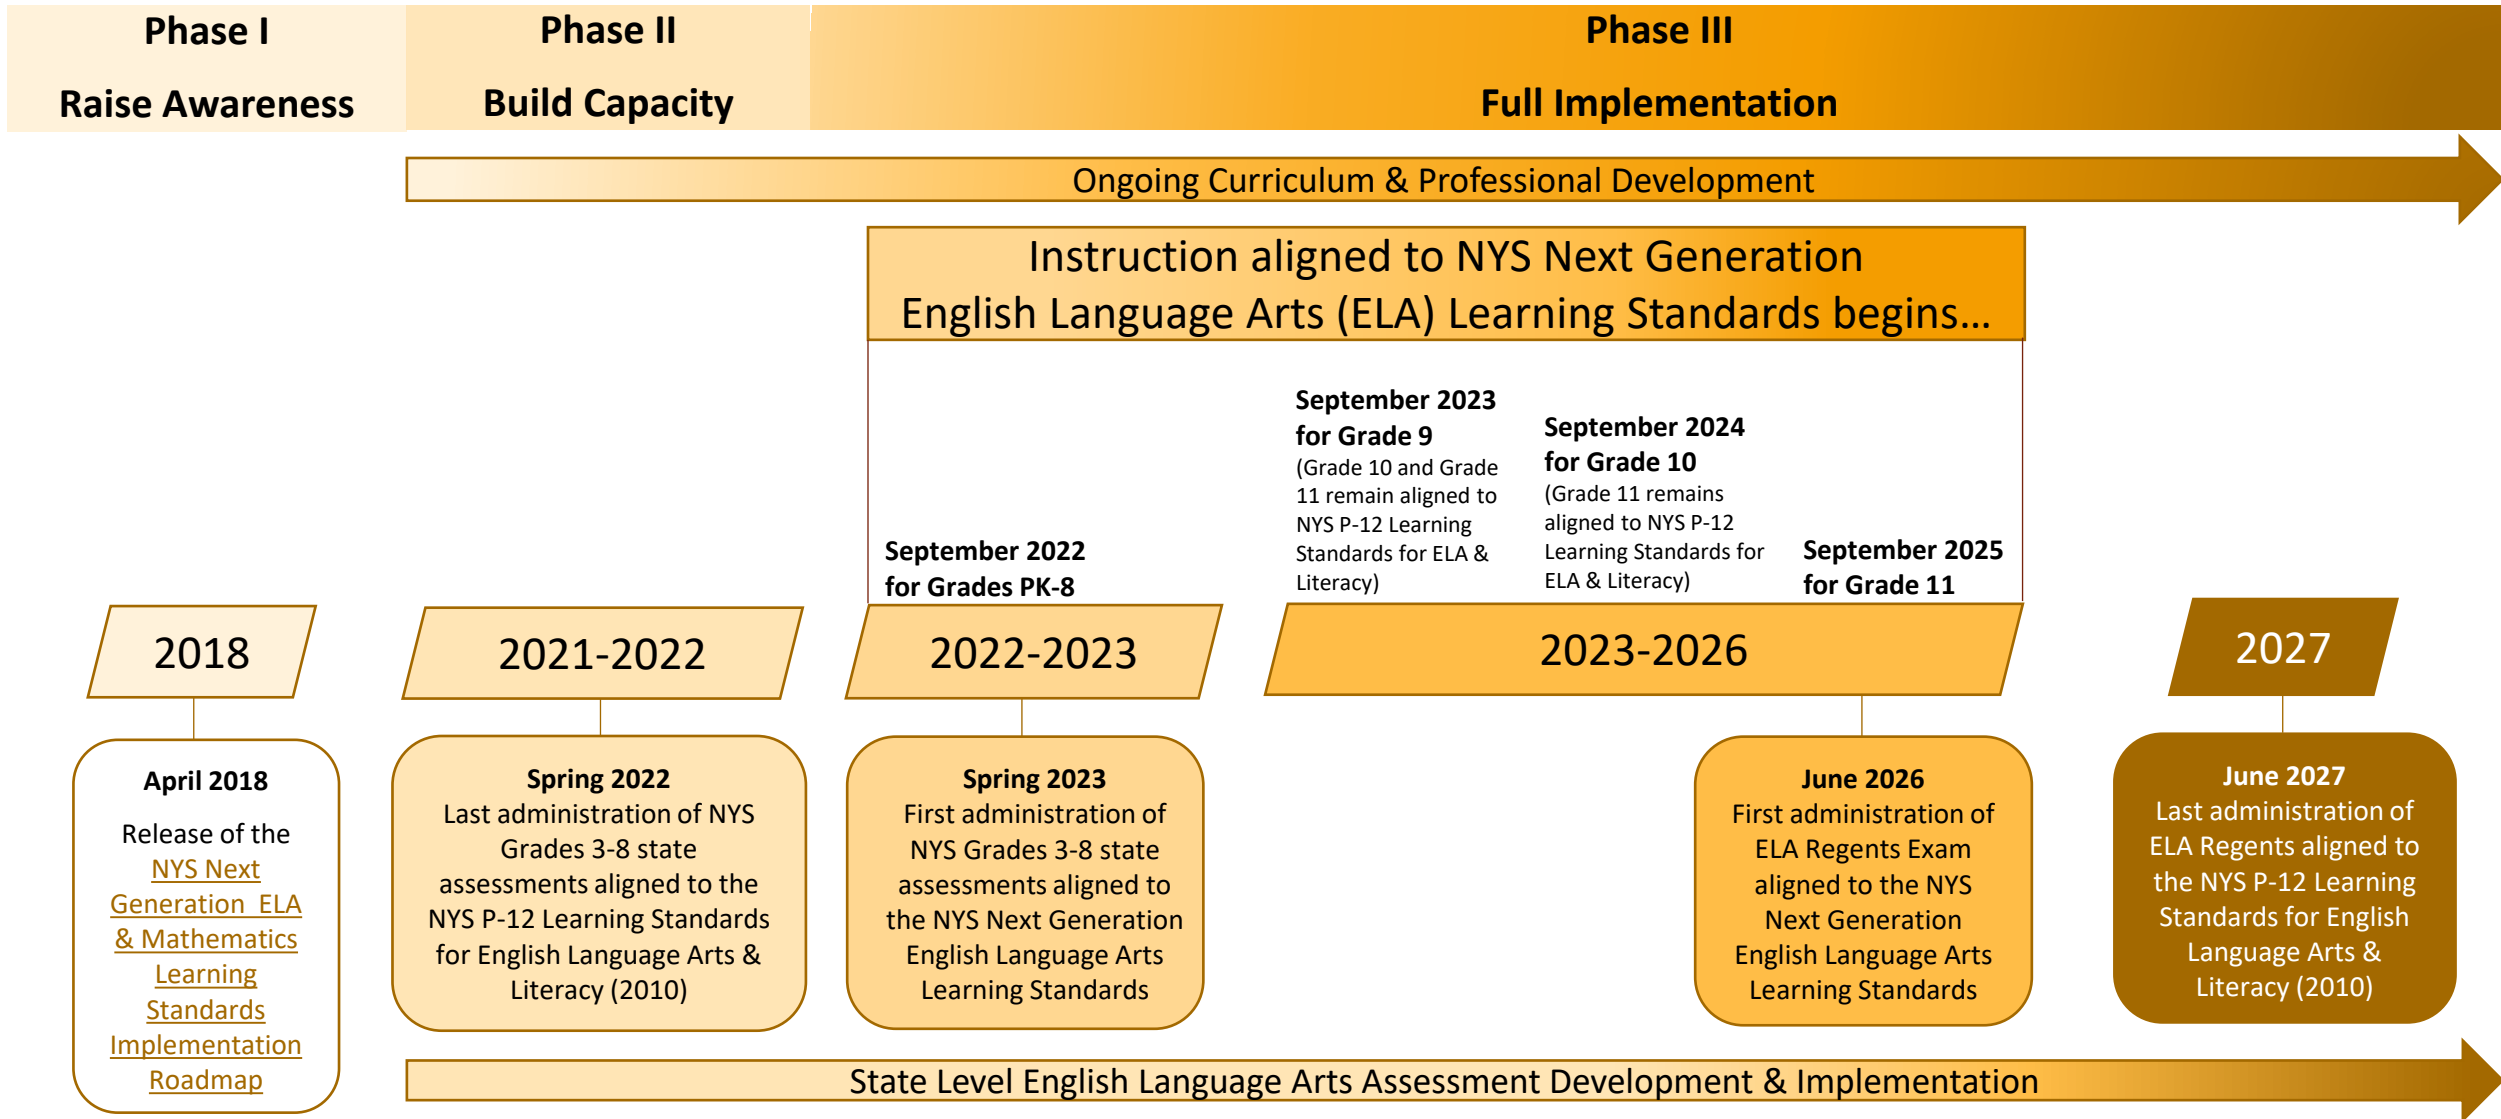 Phase I
Raise Awareness
Phase II
Build Capacity
Phase III
Full Implementation
Ongoing Curriculum & Professional Development
Instruction aligned to NYS Next Generation
English Language Arts (ELA) Learning Standards begins...
September 2022
for Grades PK-8
September 2023
for Grade 9
(Grade 10 and Grade
11 remain aligned to
NYS P-12 Learning
Standards for ELA &
Literacy)
September 2024
for Grade 10
(Grade 11 remains
aligned to NYS P-12
Learning Standards for
ELA & Literacy)
September 2025
for Grade 11
2018
2021-2022
2022-2023
2023-2026
2027
April 2018
Release of the
NYS Next
Generation ELA
& Mathematics
Learning
Standards
Implementation
Roadmap
Spring 2022
Last administration of NYS
Grades 3-8 state
assessments aligned to the
NYS P-12 Learning Standards
for English Language Arts &
Literacy (2010)
Spring 2023
First administration of
NYS Grades 3-8 state
assessments aligned to
the NYS Next Generation
English Language Arts
Learning Standards
June 2026
First administration of
ELA Regents Exam
aligned to the NYS
Next Generation
English Language Arts
Learning Standards
June 2027
Last administration of
ELA Regents aligned to
the NYS P-12 Learning
Standards for English
Language Arts &
Literacy (2010)
State Level English Language Arts Assessment Development & Implementation